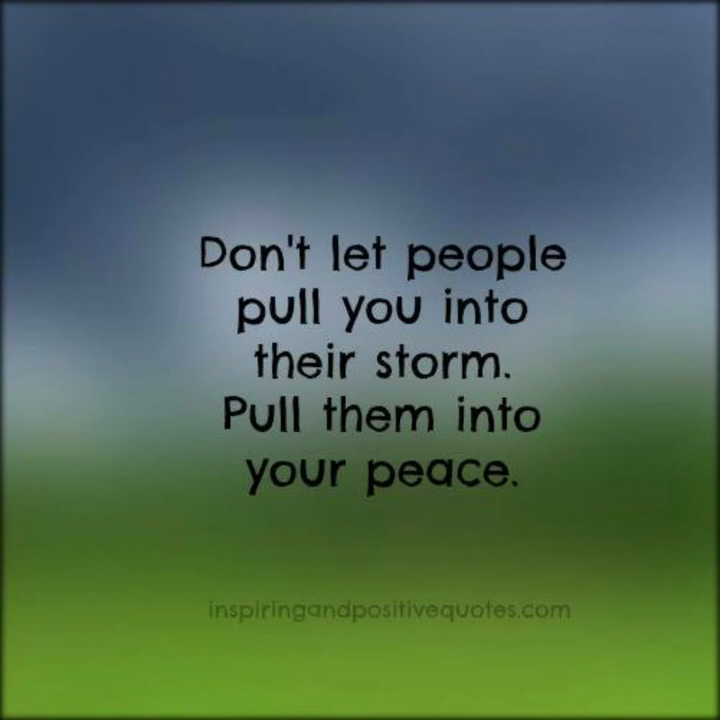 Don't let people
pull you into
their storm.
Pull them into
your peace.
inspiringandpositivequotes.com